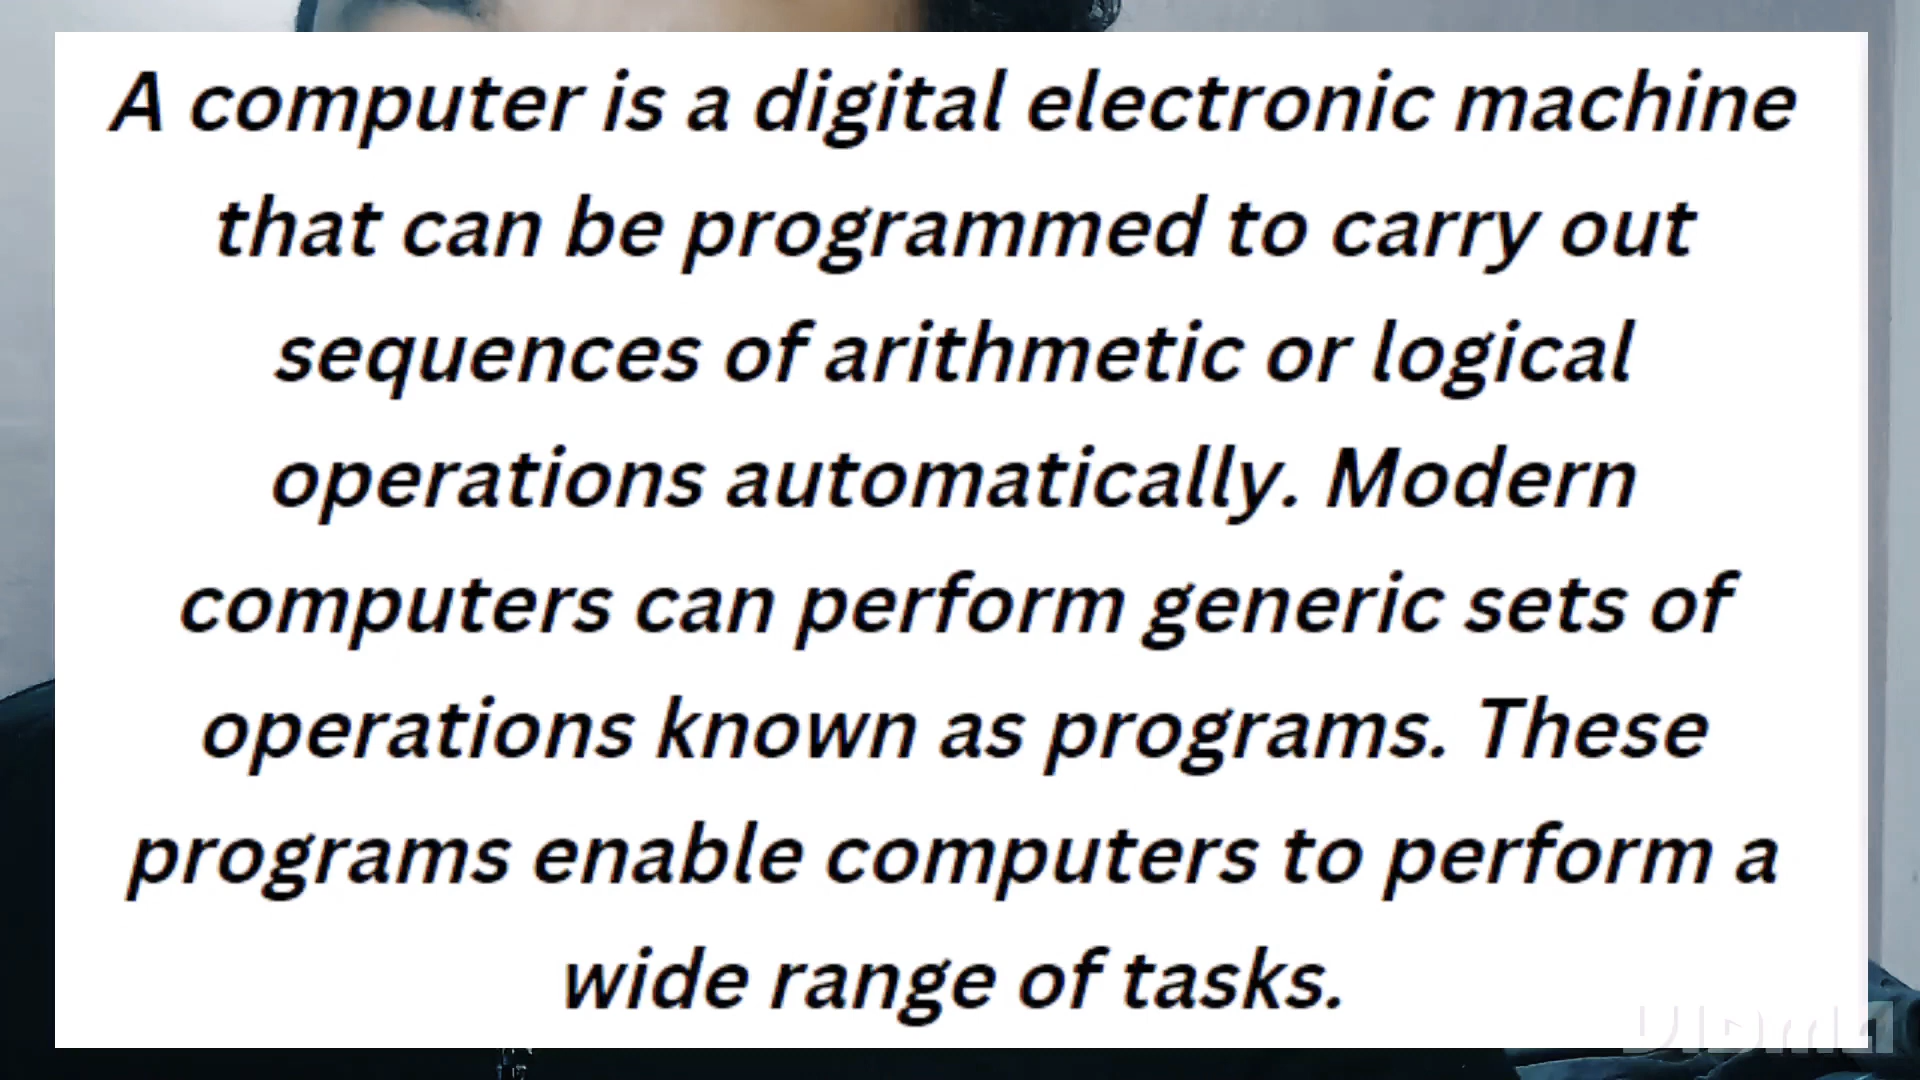 A computer is a digital electronic machine
that can be programmed to carry out
sequences of arithmetic or logical
operations automatically. Modern
computers can perform generic sets of
operations known as programs. These
programs enable computers to perform a
wide range of tasks.
VIDMA